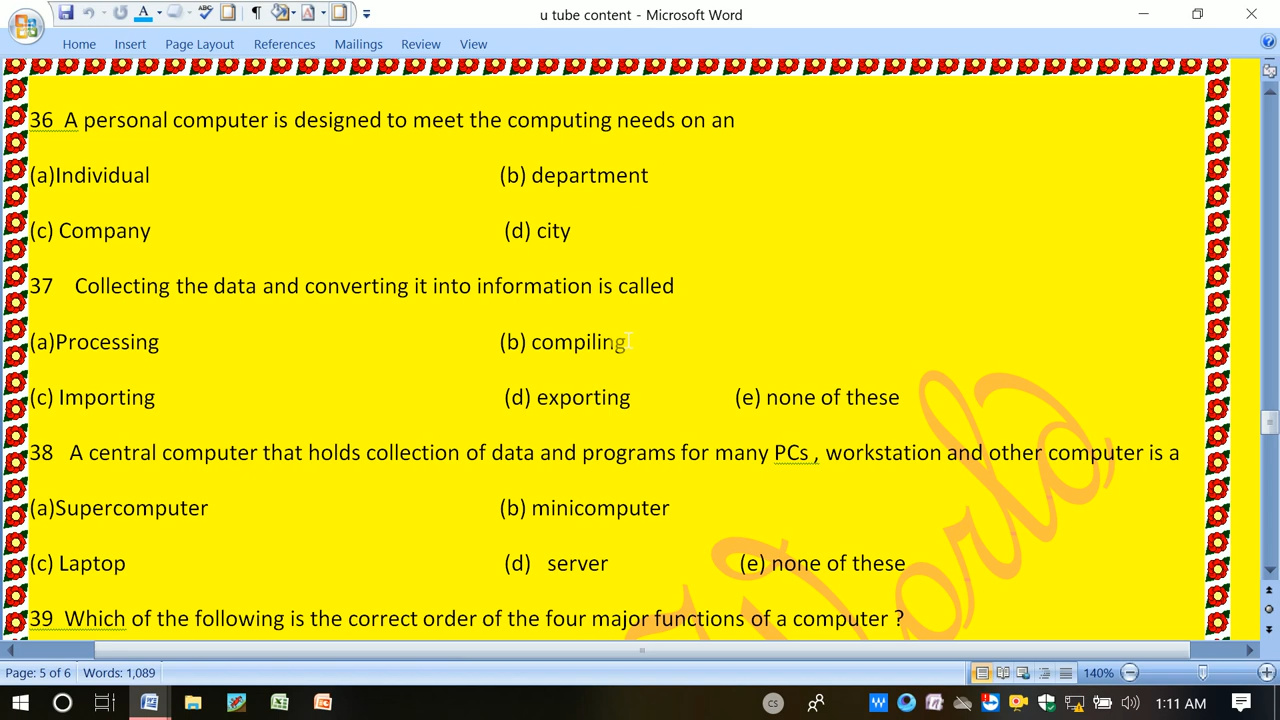 u tube content - Microsoft Word
Home Insert Page Layout References Mailings Review View
36 A personal computer is designed to meet the computing needs on an
(a)Individual (b) department
(c) Company (d) city
37 Collecting the data and converting it into information is called
(a)Processing (b) compiling
(c) Importing (d) exporting (e) none of these
38 A central computer that holds collection of data and programs for many PCs , workstation and other computer is a
(a)Supercomputer (b) minicomputer
(c) Laptop (d) server (e) none of these
39 Which of the following is the correct order of the four major functions of a computer ?
World
Page: 5 of 6 Words: 1,089 140%
CS 1:11 AM